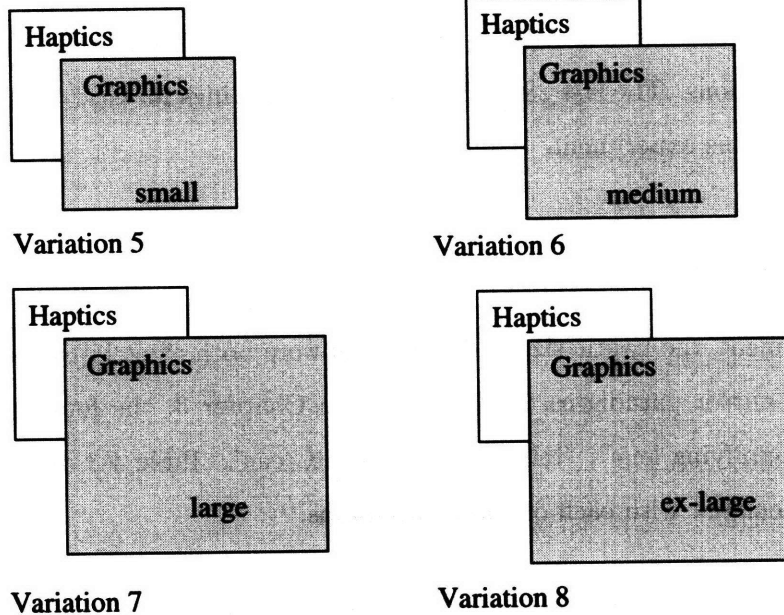 Haptics
Graphics
small
Variation 5
Haptics
Graphics
medium
Variation 6
Haptics
Graphics
large
Variation 7
Haptics
Graphics
ex-large
Variation 8